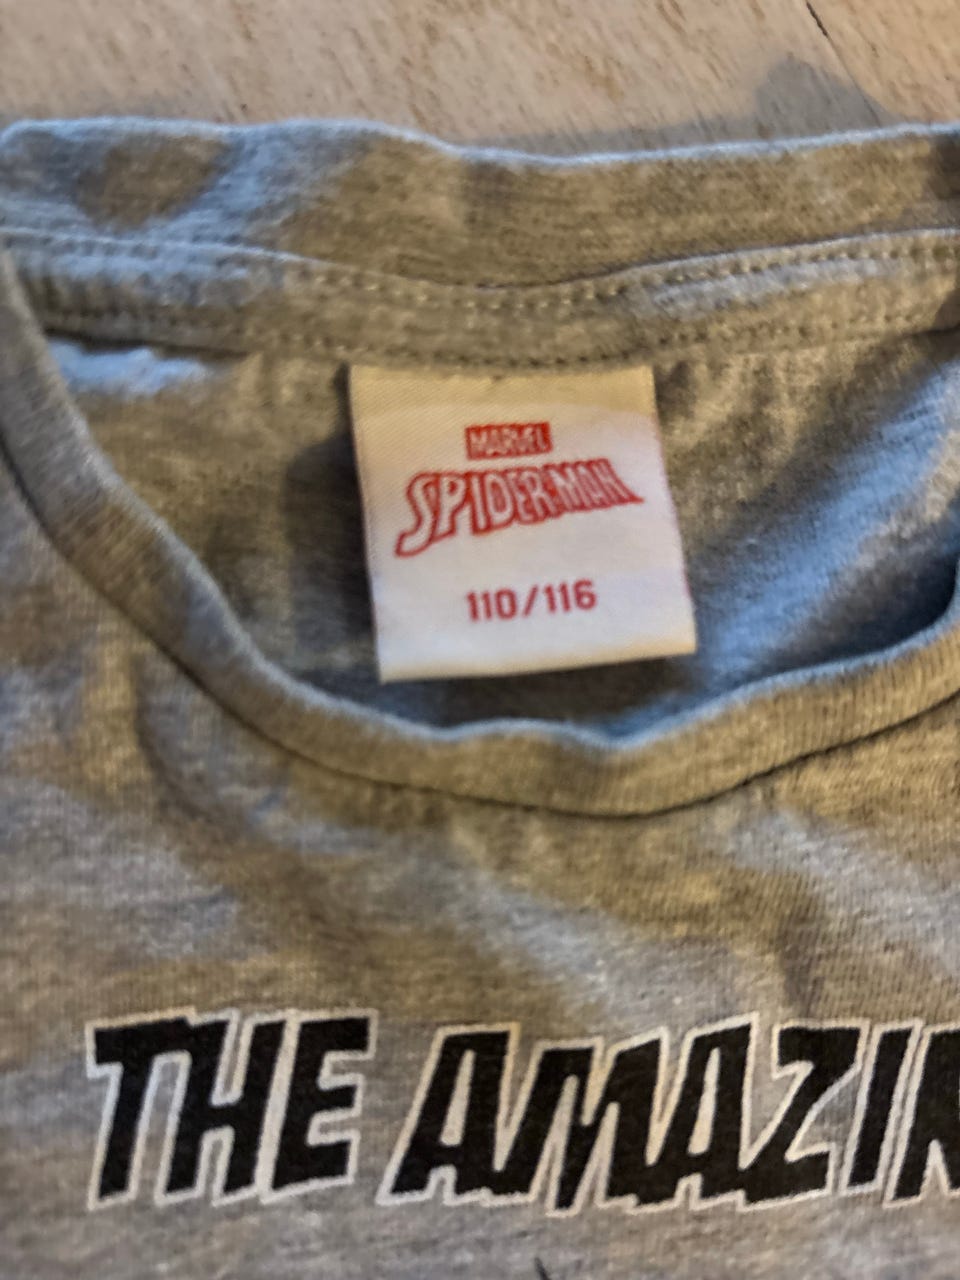 MARVEL
SPIDER-MAN
110/116
THE AMAZIN